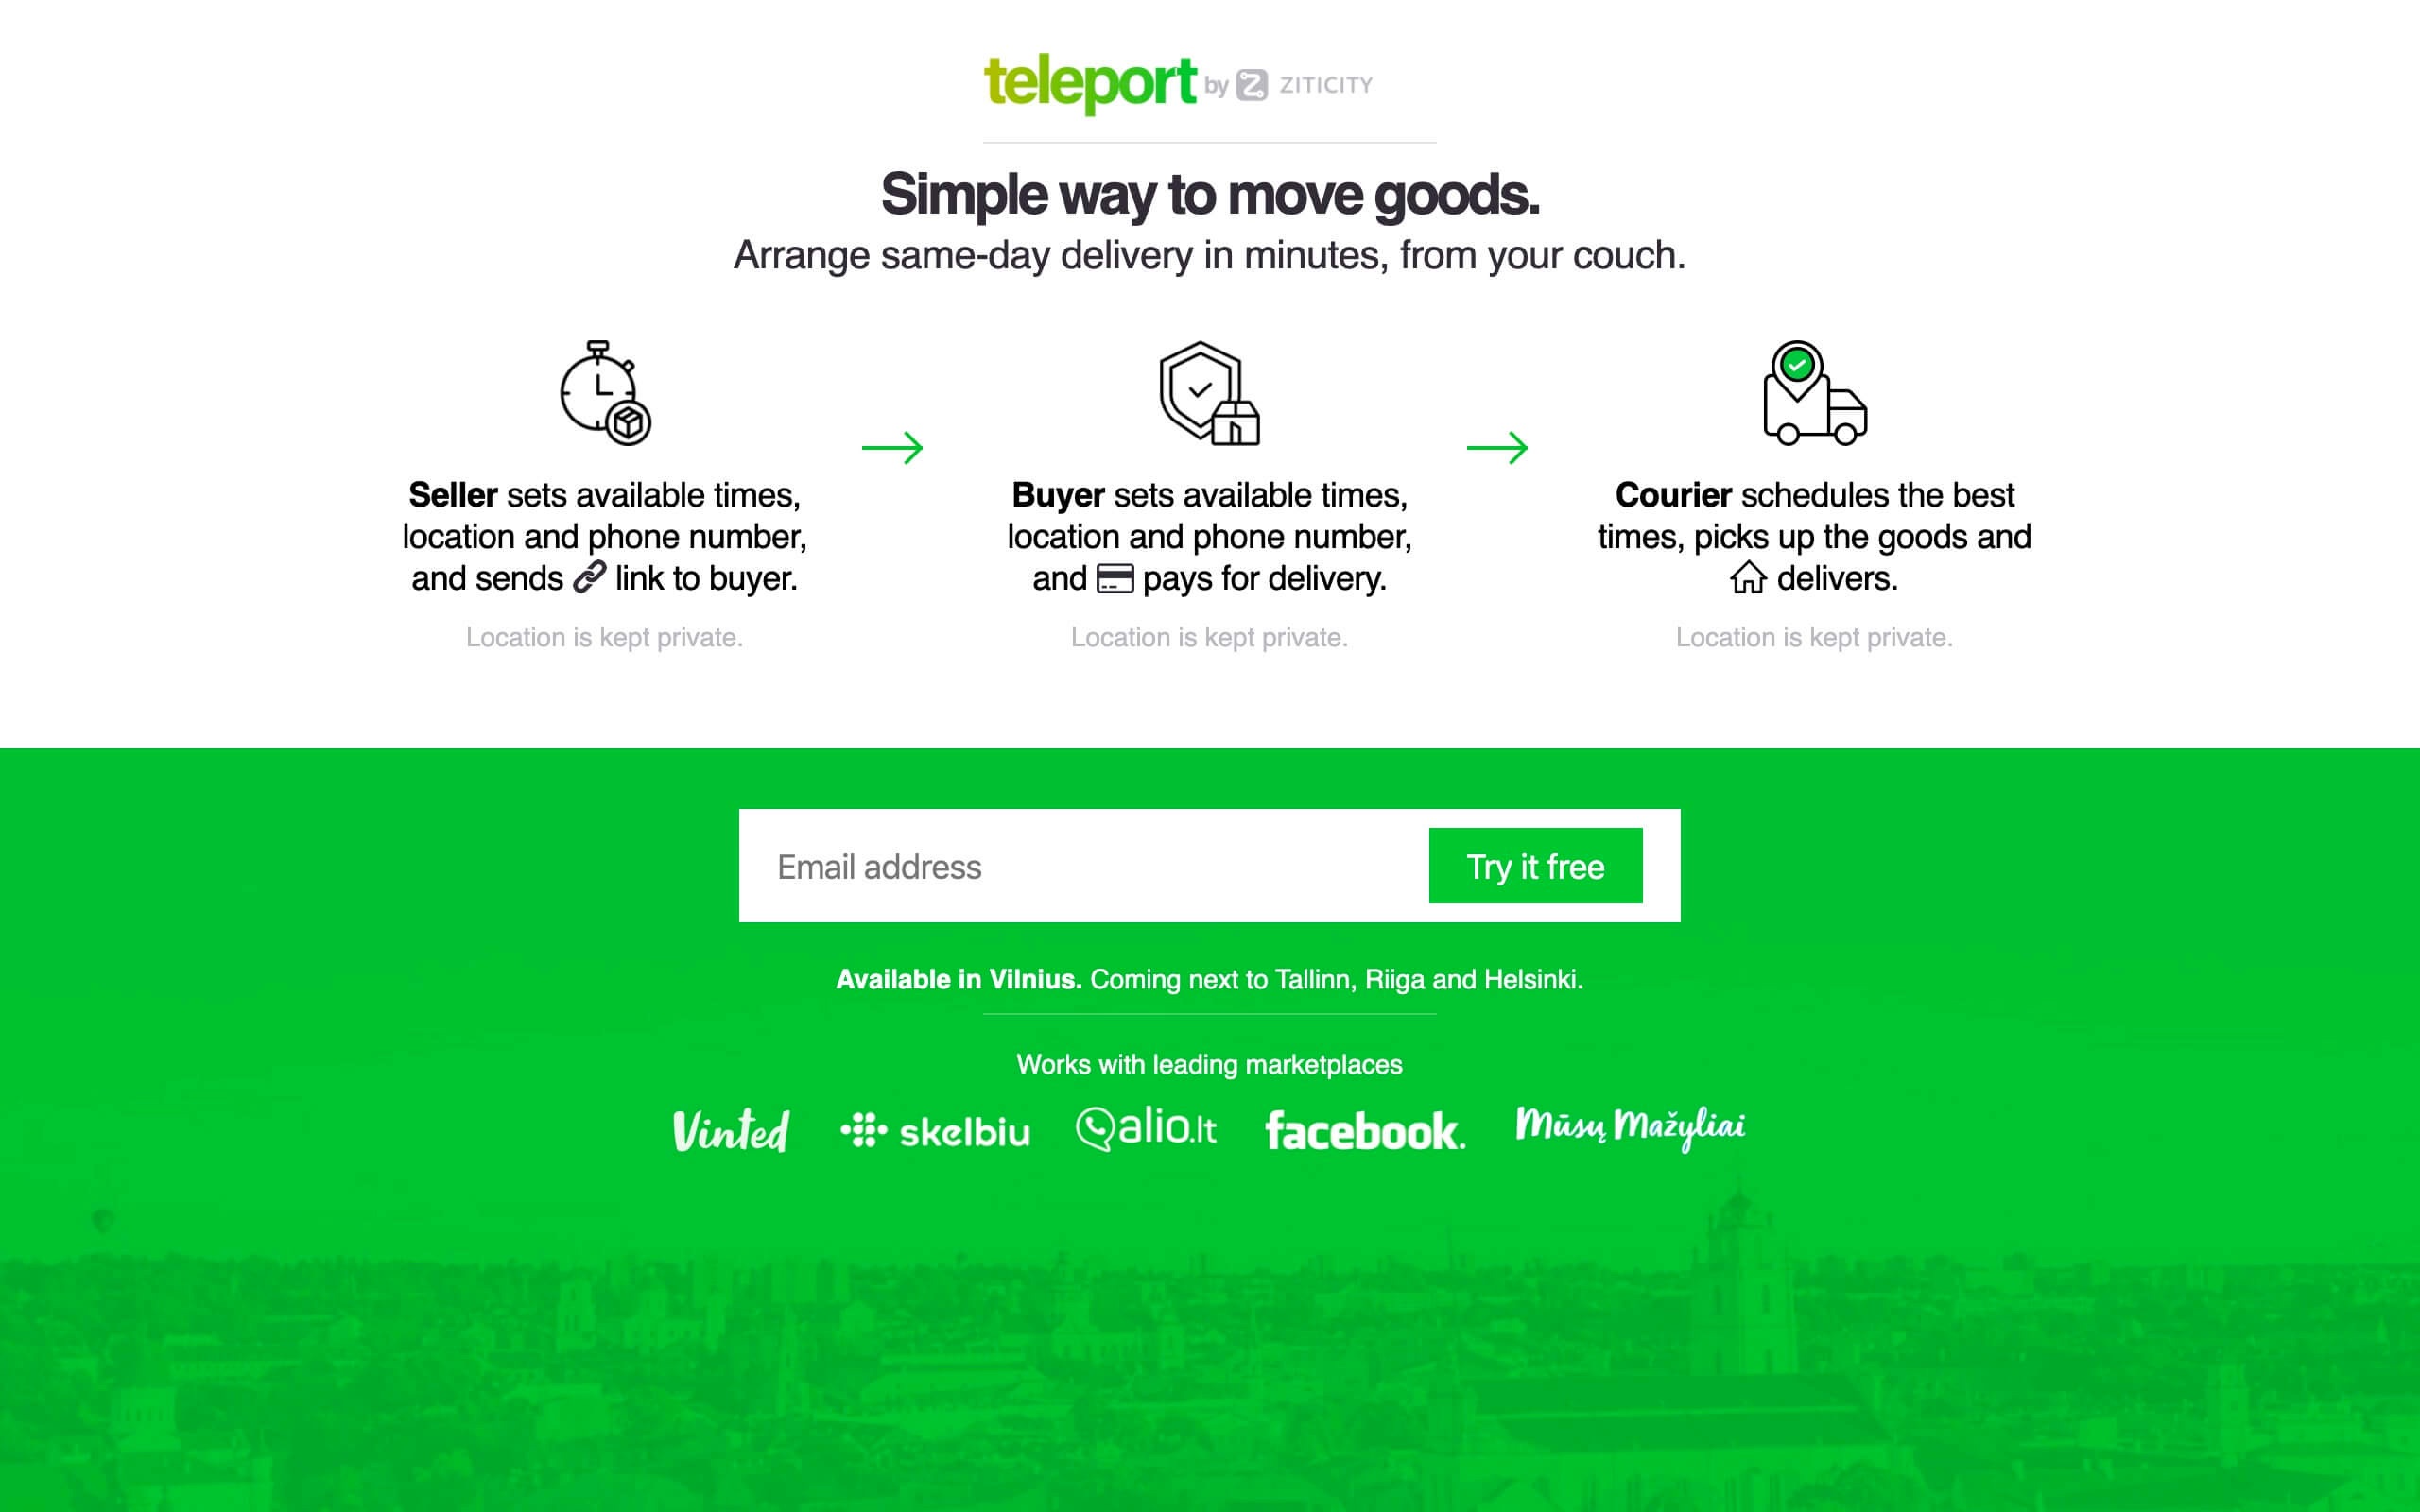 teleport by ZITICITY
Simple way to move goods.
Arrange same-day delivery in minutes, from your couch.
Seller sets available times,
location and phone number,
and sends link to buyer.
Location is kept private.
Buyer sets available times,
location and phone number,
and pays for delivery.
Location is kept private.
Courier schedules the best
times, picks up the goods and
delivers.
Location is kept private.
Email address
Try it free
Available in Vilnius. Coming next to Tallinn, Riiga and Helsinki.
Works with leading marketplaces
Vinted skelbiu alio.lt facebook. Mūsų Mažyliai